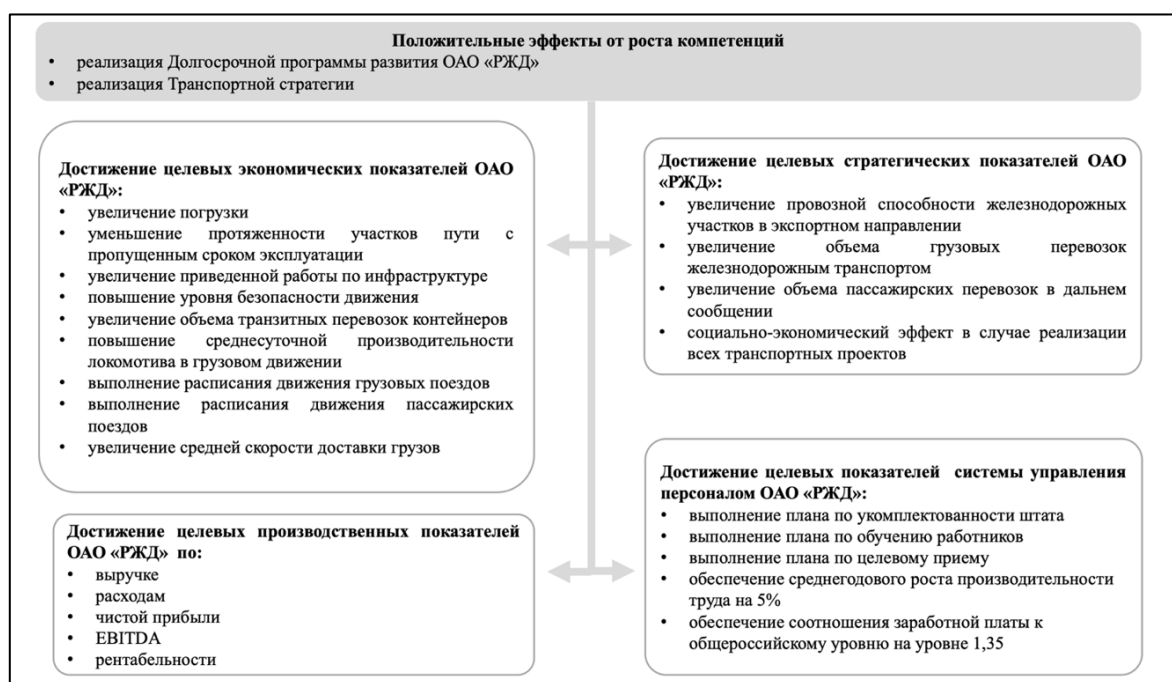 Положительные эффекты от роста компетенций
• реализация Долгосрочной программы развития ОАО «РЖД»
• реализация Транспортной стратегии
Достижение целевых экономических показателей ОАО
«РЖД»:
• увеличение погрузки
• уменьшение протяженности участков пути с
пропущенным сроком эксплуатации
• увеличение приведенной работы по инфраструктуре
• повышение уровня безопасности движения
• увеличение объема транзитных перевозок контейнеров
• повышение среднесуточной производительности
локомотива в грузовом движении
• выполнение расписания движения грузовых поездов
• выполнение расписания движения пассажирских
поездов
• увеличение средней скорости доставки грузов
Достижение целевых стратегических показателей ОАО
«РЖД»:
• увеличение провозной способности железнодорожных
участков в экспортном направлении
• увеличение объема грузовых перевозок
железнодорожным транспортом
• увеличение объема пассажирских перевозок в дальнем
сообщении
• социально-экономический эффект в случае реализации
всех транспортных проектов
Достижение целевых производственных показателей
ОАО «РЖД» по:
• выручке
• расходам
• чистой прибыли
• EBITDA
• рентабельности
Достижение целевых показателей системы управления
персоналом ОАО «РЖД»:
• выполнение плана по укомплектованности штата
• выполнение плана по обучению работников
• выполнение плана по целевому приему
• обеспечение среднегодового роста производительности
труда на 5%
• обеспечение соотношения заработной платы к
общероссийскому уровню на уровне 1,35